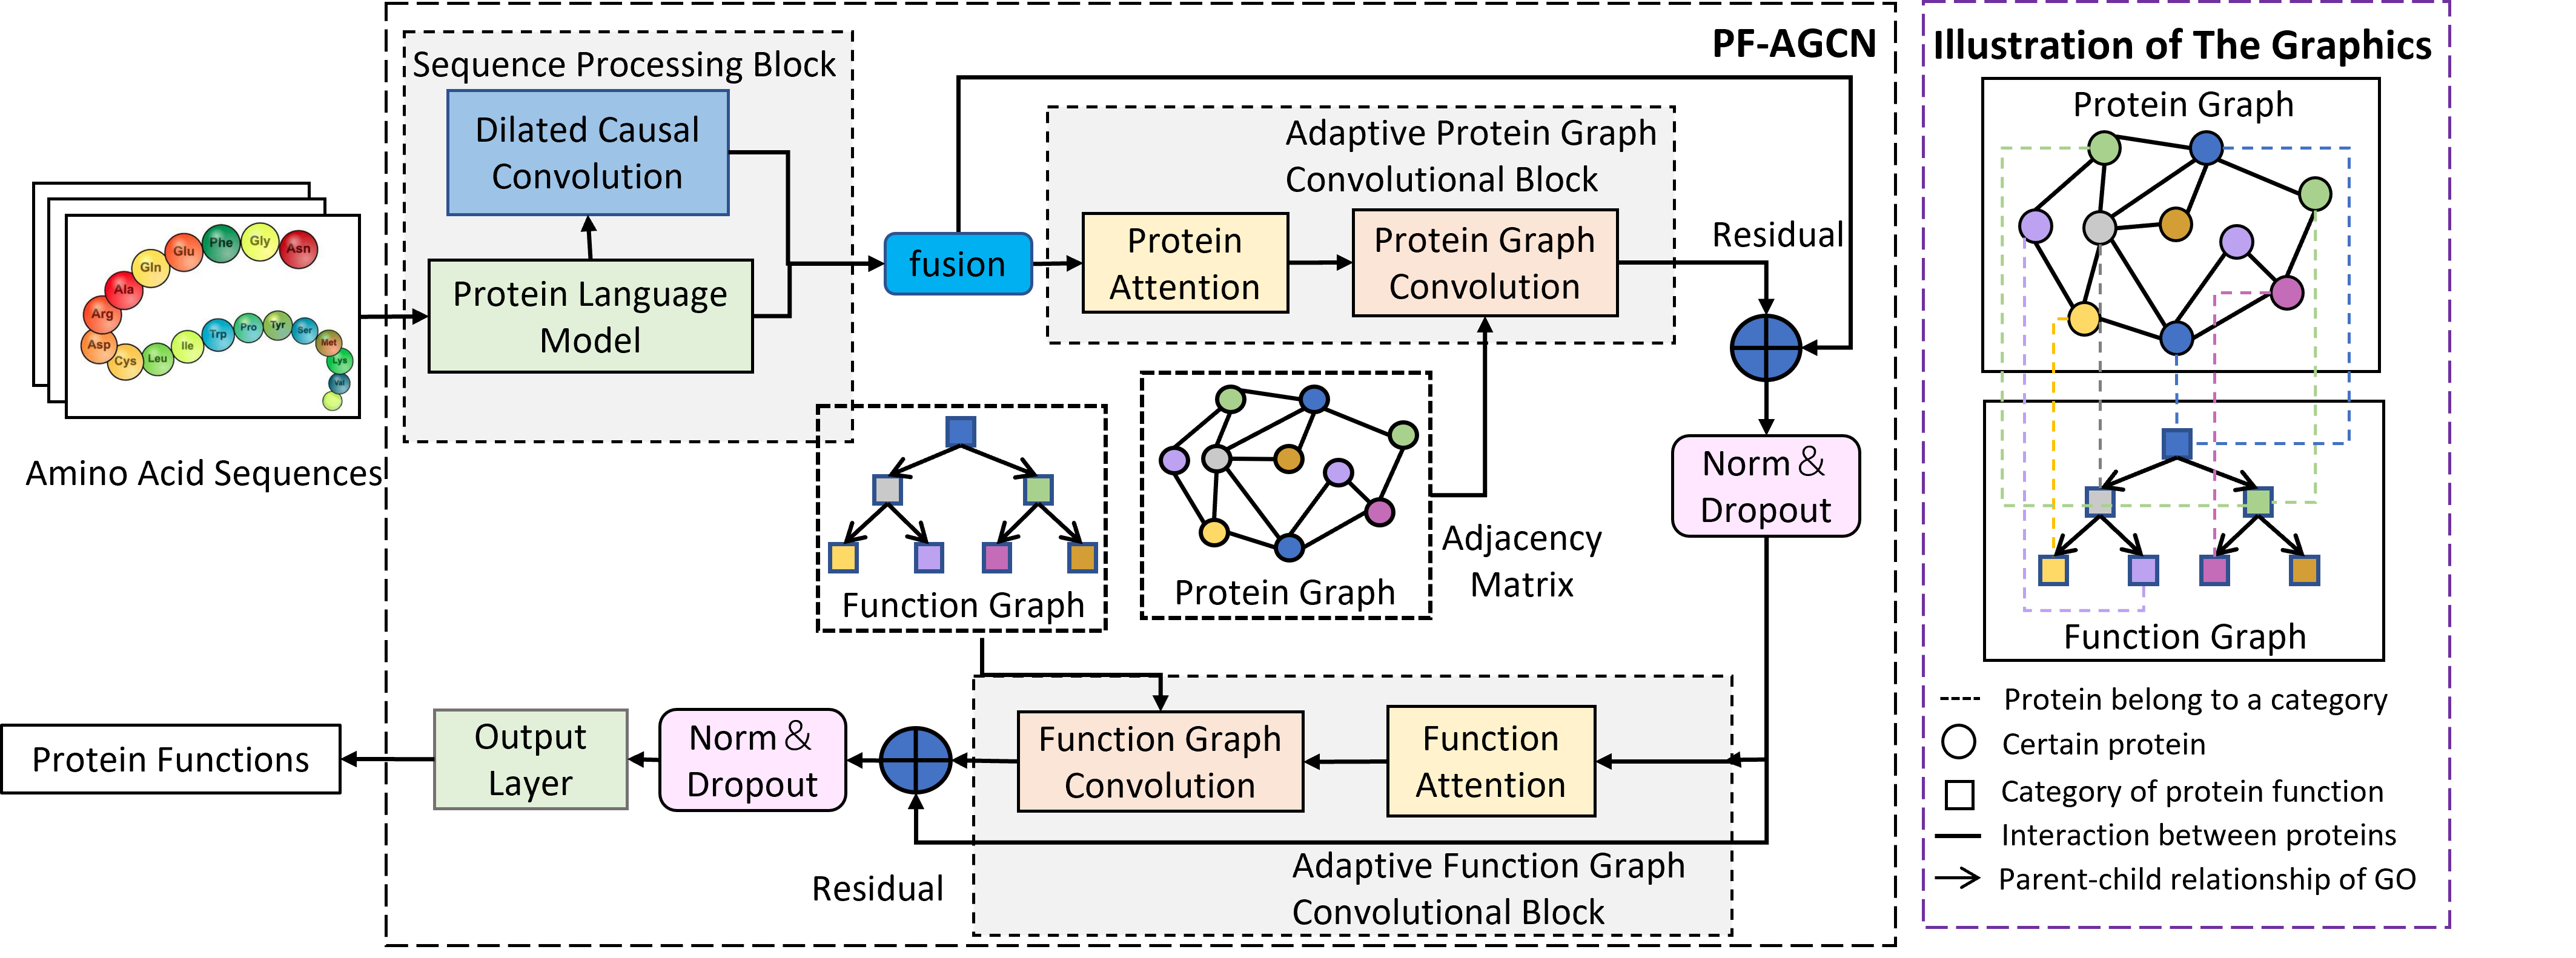 PF-AGCN
Sequence Processing Block
Dilated Causal
Convolution
Protein Language
Model
Glu
Phe
Gly
Asn
Gln
Ala
Arg
Asp
Cys
Leu
Ile
Trp
Pro
Tyr
Ser
Met
Lys
Val
Amino Acid Sequences
fusion
Adaptive Protein Graph
Convolutional Block
Protein
Attention
Protein Graph
Convolution
Residual
Norm &
Dropout
Function Graph
Protein Graph
Adjacency
Matrix
Protein Functions
Output
Layer
Norm &
Dropout
Function Graph
Convolution
Function
Attention
Residual
Adaptive Function Graph
Convolutional Block
Illustration of The Graphics
Protein Graph
Function Graph
Protein belong to a category
Certain protein
Category of protein function
Interaction between proteins
Parent-child relationship of GO